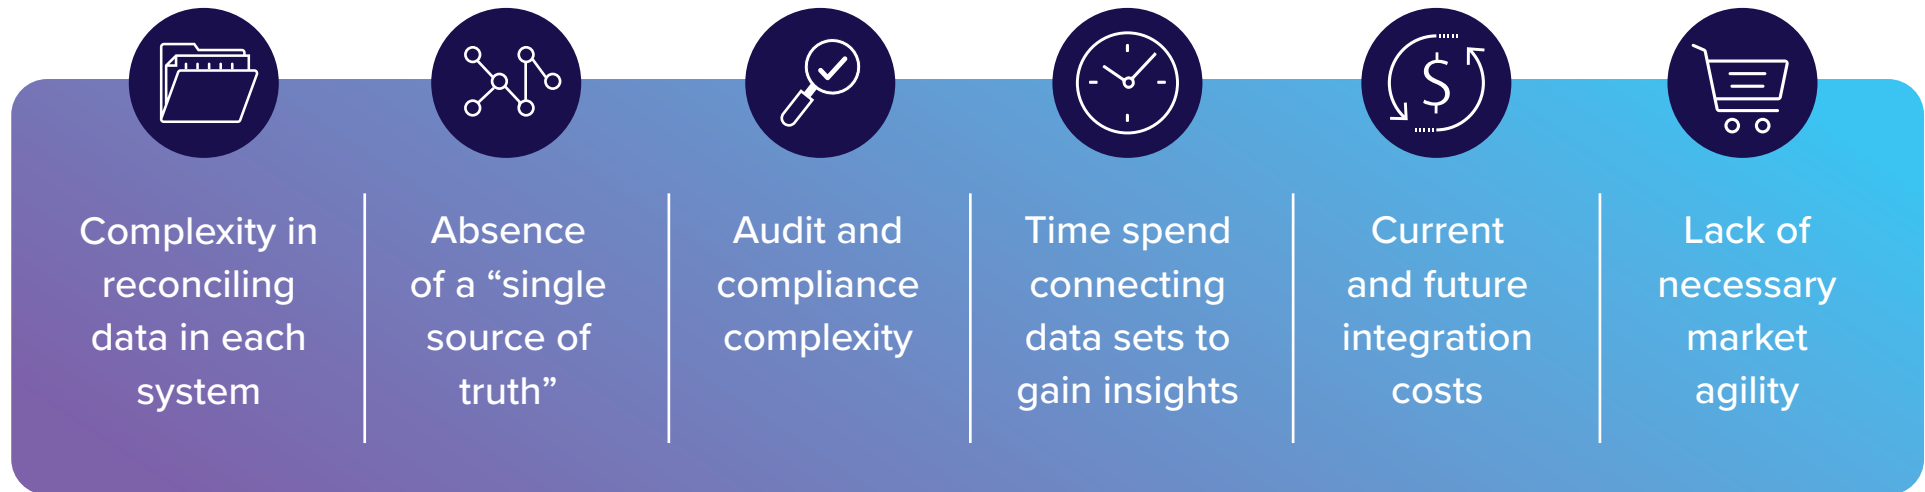 Complexity in
reconciling
data in each
system
Absence
of a “single
source of
truth”
Audit and
compliance
complexity
Time spend
connecting
data sets to
gain insights
Current
and future
integration
costs
Lack of
necessary
market
agility